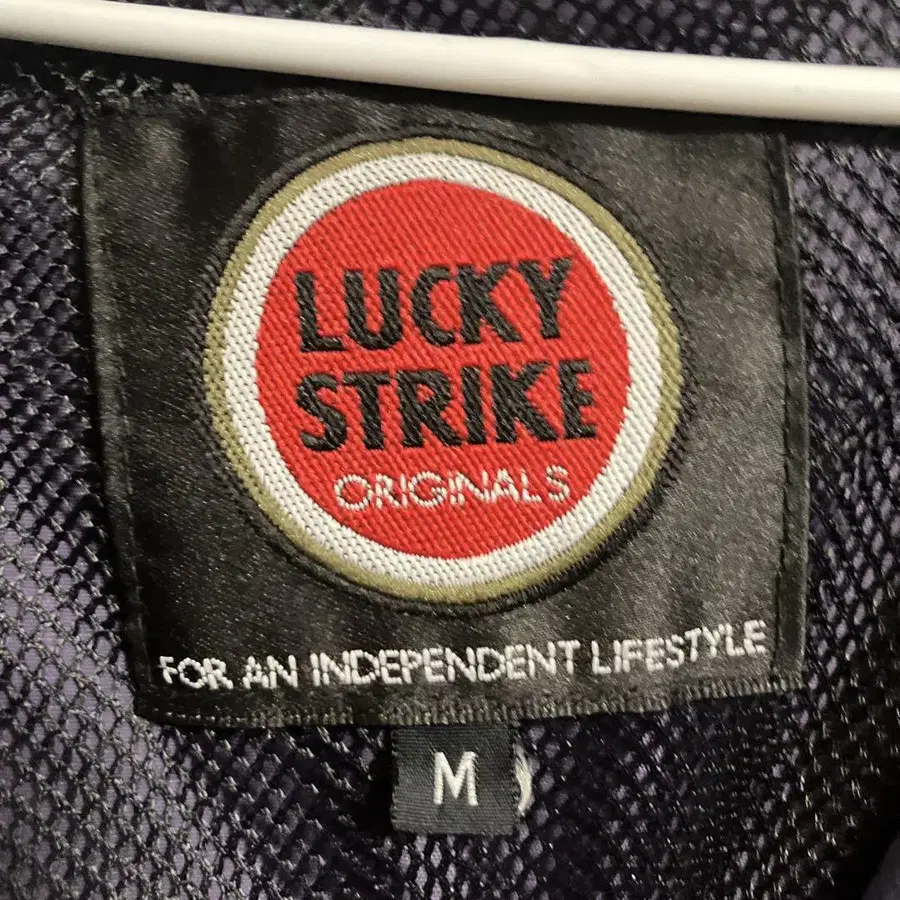 LUCKY
STRIKE
ORIGINALS
FOR AN INDEPENDENT LIFESTYLE
M